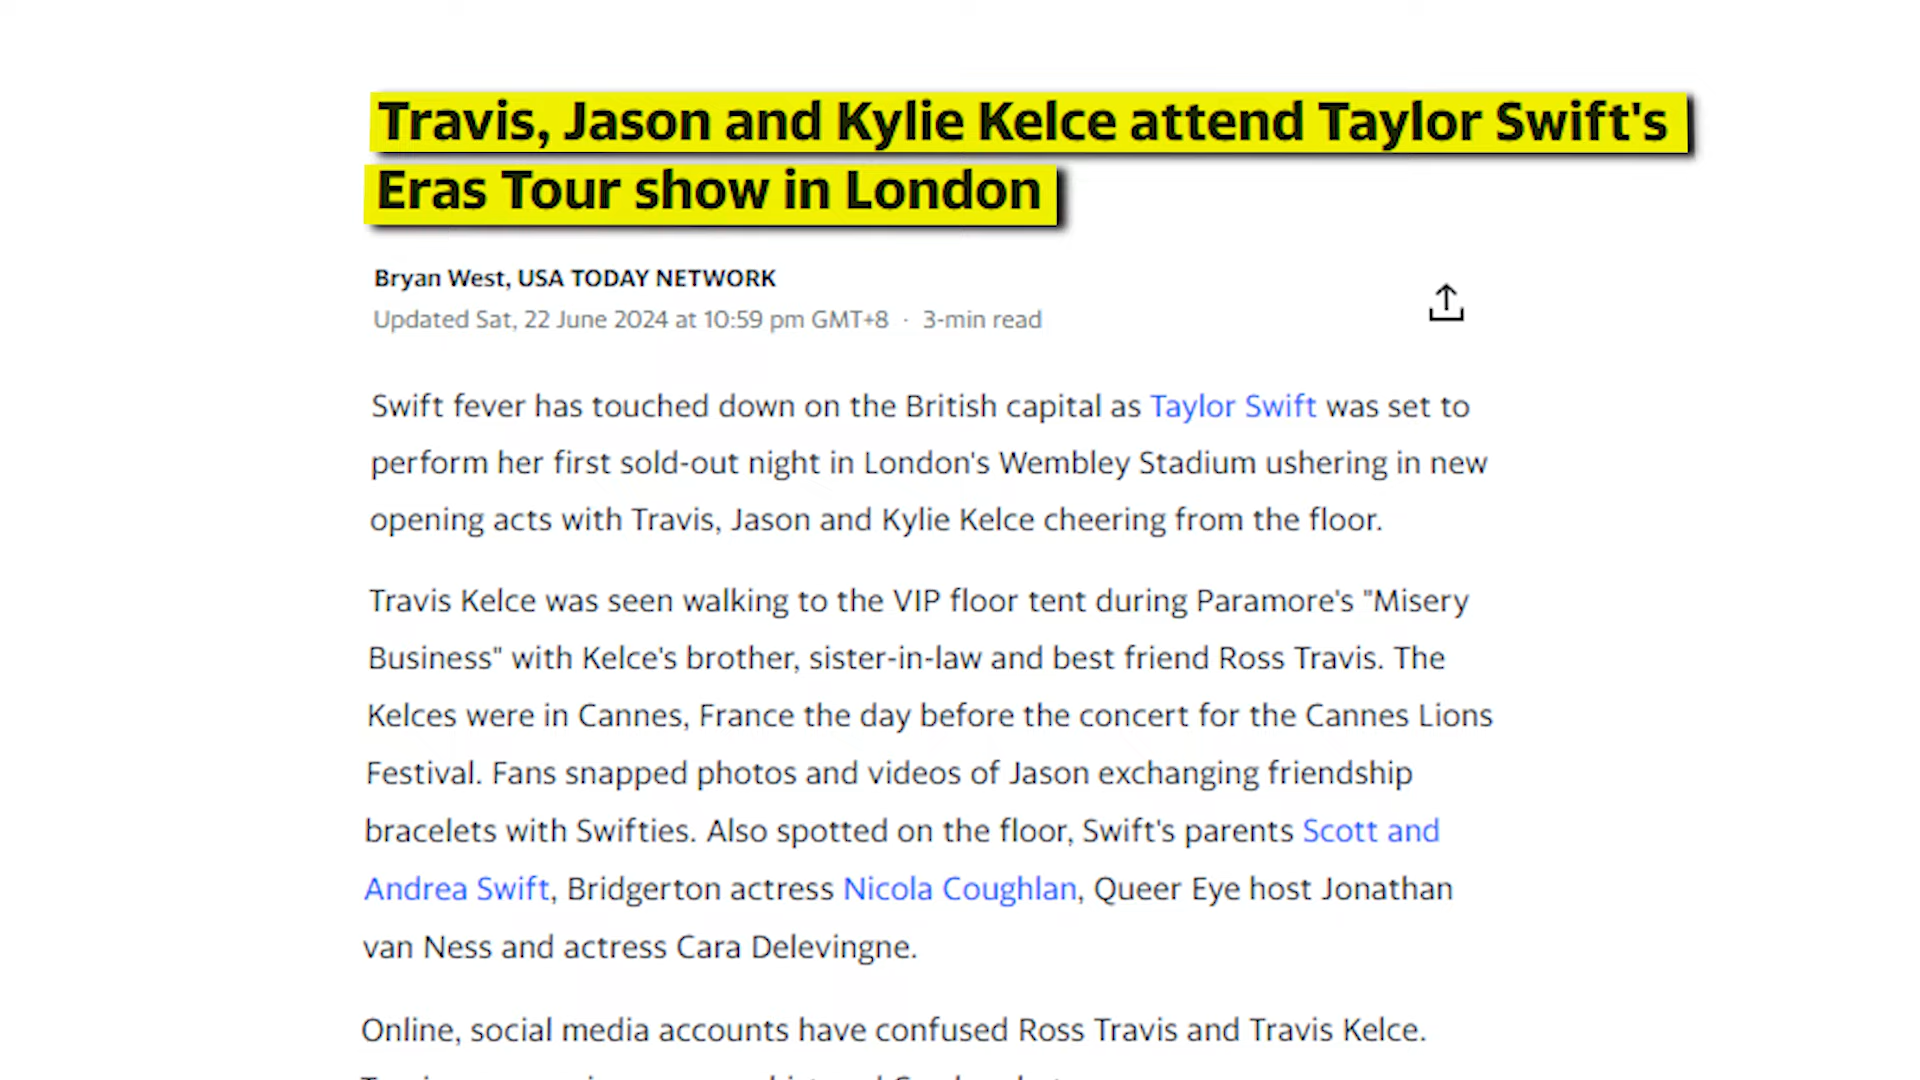 Travis, Jason and Kylie Kelce attend Taylor Swift's
Eras Tour show in London
Bryan West, USA TODAY NETWORK
Updated Sat, 22 June 2024 at 10:59 pm GMT+8 · 3-min read
Swift fever has touched down on the British capital as Taylor Swift was set to
perform her first sold-out night in London's Wembley Stadium ushering in new
opening acts with Travis, Jason and Kylie Kelce cheering from the floor.
Travis Kelce was seen walking to the VIP floor tent during Paramore's "Misery
Business" with Kelce's brother, sister-in-law and best friend Ross Travis. The
Kelces were in Cannes, France the day before the concert for the Cannes Lions
Festival. Fans snapped photos and videos of Jason exchanging friendship
bracelets with Swifties. Also spotted on the floor, Swift's parents Scott and
Andrea Swift, Bridgerton actress Nicola Coughlan, Queer Eye host Jonathan
van Ness and actress Cara Delevingne.
Online, social media accounts have confused Ross Travis and Travis Kelce.